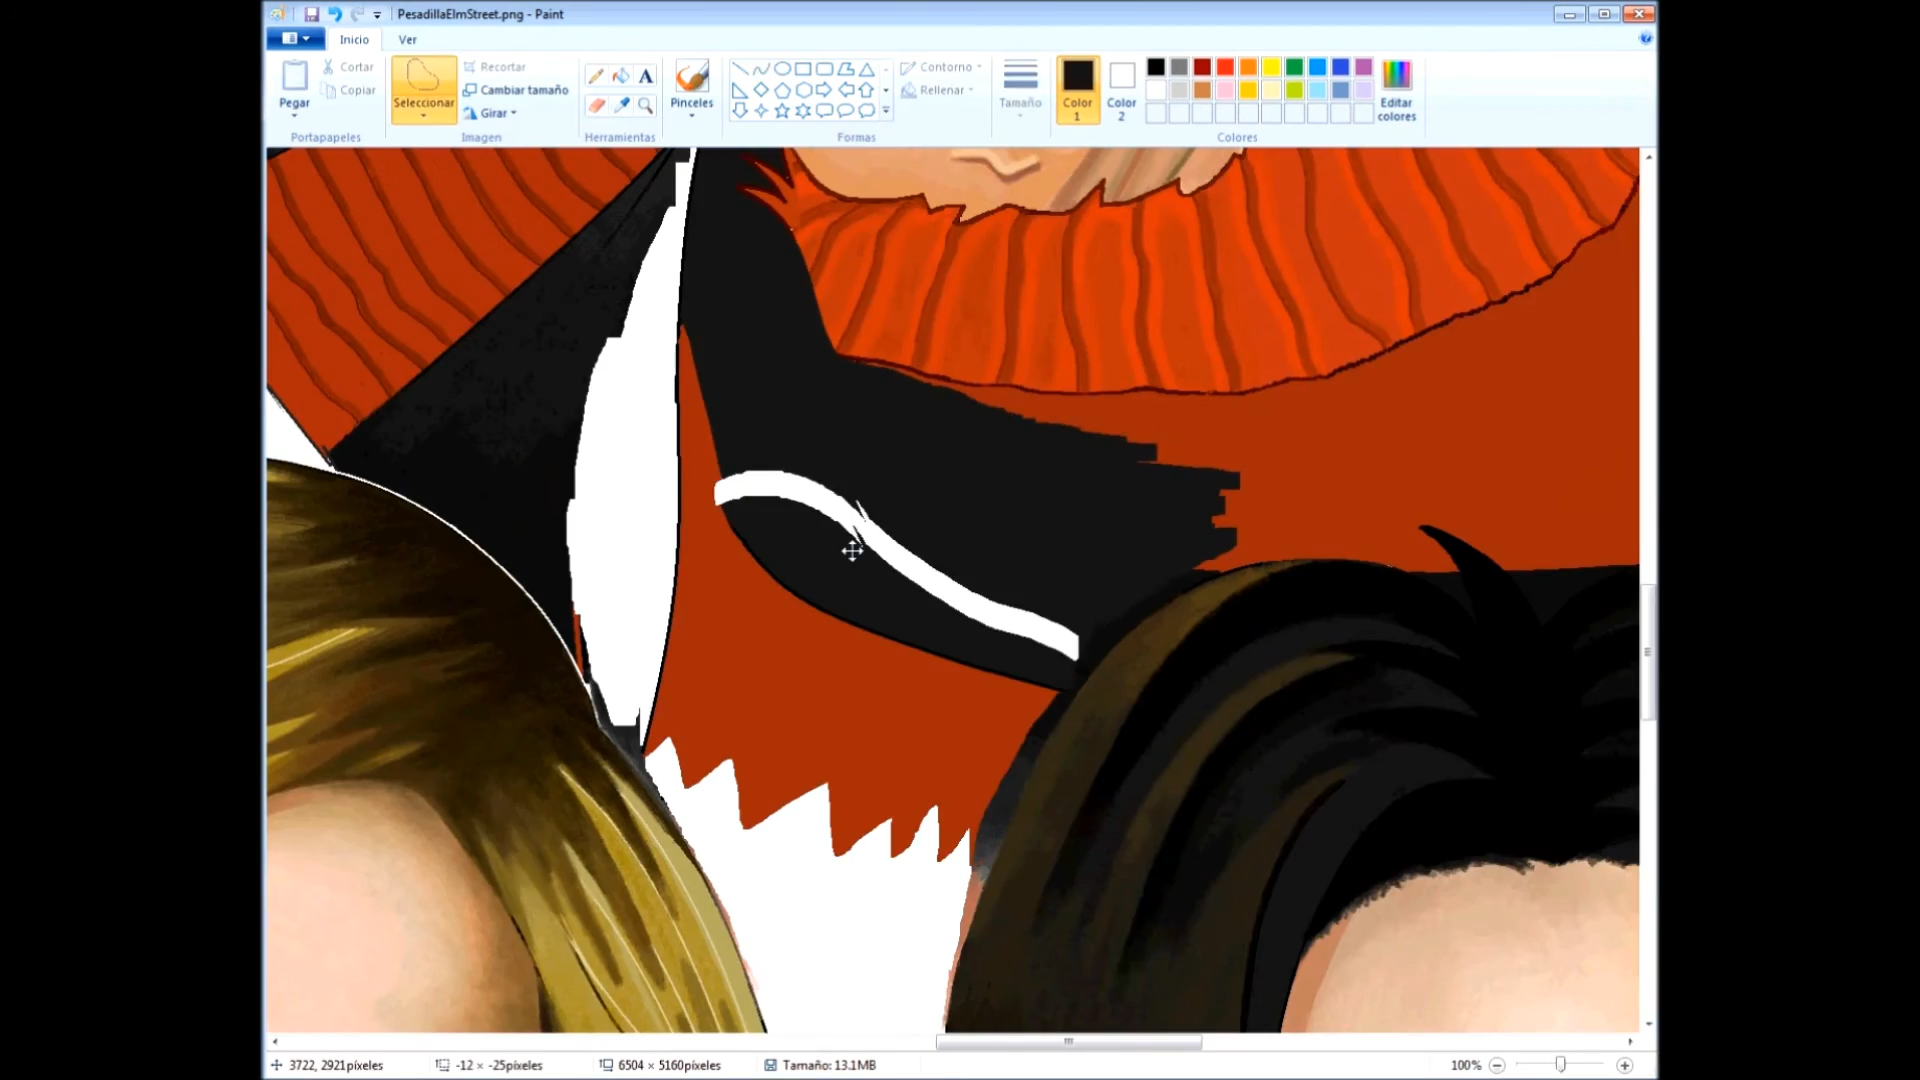 PesadillaElmStreet.png - Paint
Inicio Ver
Pegar
Cortar
Copiar
Portapapeles
Seleccionar
Recortar
Cambiar tamaño
Girar
Imagen
A
Herramientas
Pinceles
Contorno
Rellenar
Formas
Tamaño
Color
1
Color
2
Editar
colores
Colores
3722, 2921píxeles -12 × -25píxeles 6504 × 5160píxeles Tamaño: 13.1MB 100%